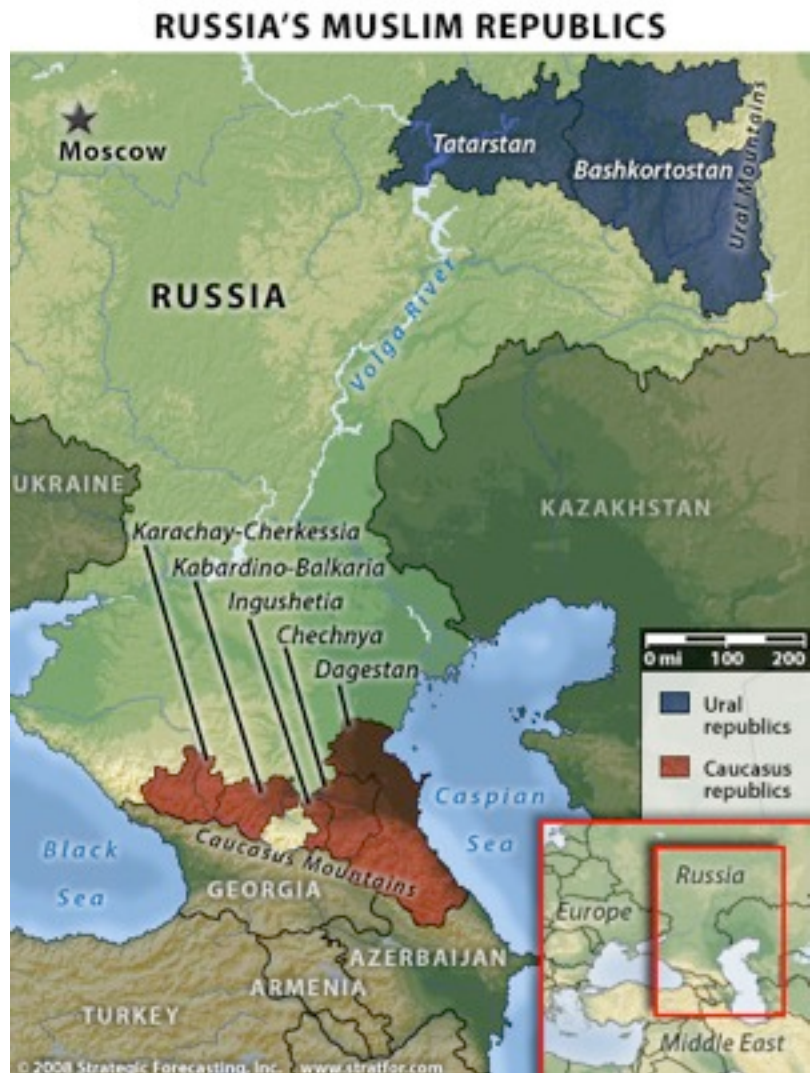 RUSSIA'S MUSLIM REPUBLICS
Moscow
Tatarstan
Bashkortostan
Ural Mountains
RUSSIA
Volga River
UKRAINE
KAZAKHSTAN
Karachay-Cherkessia
Kabardino-Balkaria
Ingushetia
Chechnya
Dagestan
0 mi 100 200
Ural
republics
Caucasus
republics
Caspian
Sea
Black
Sea
Caucasus Mountains
GEORGIA
AZERBAIJAN
ARMENIA
TURKEY
Russia
Europe
Middle East
© 2008 Strategic Forecasting, Inc. www.stratfor.com